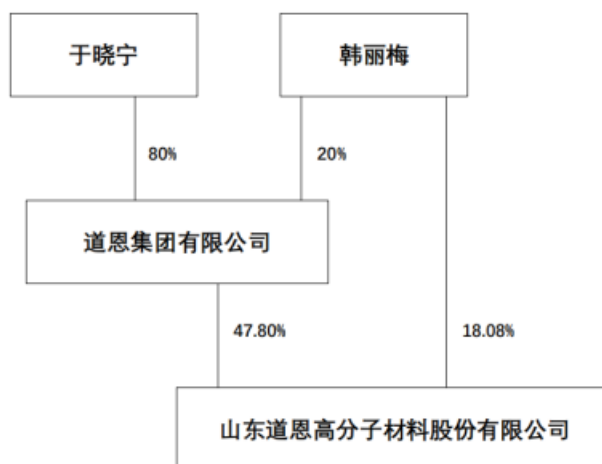 于晓宁
韩丽梅
80%
20%
道恩集团有限公司
47.80%
18.08%
山东道恩高分子材料股份有限公司